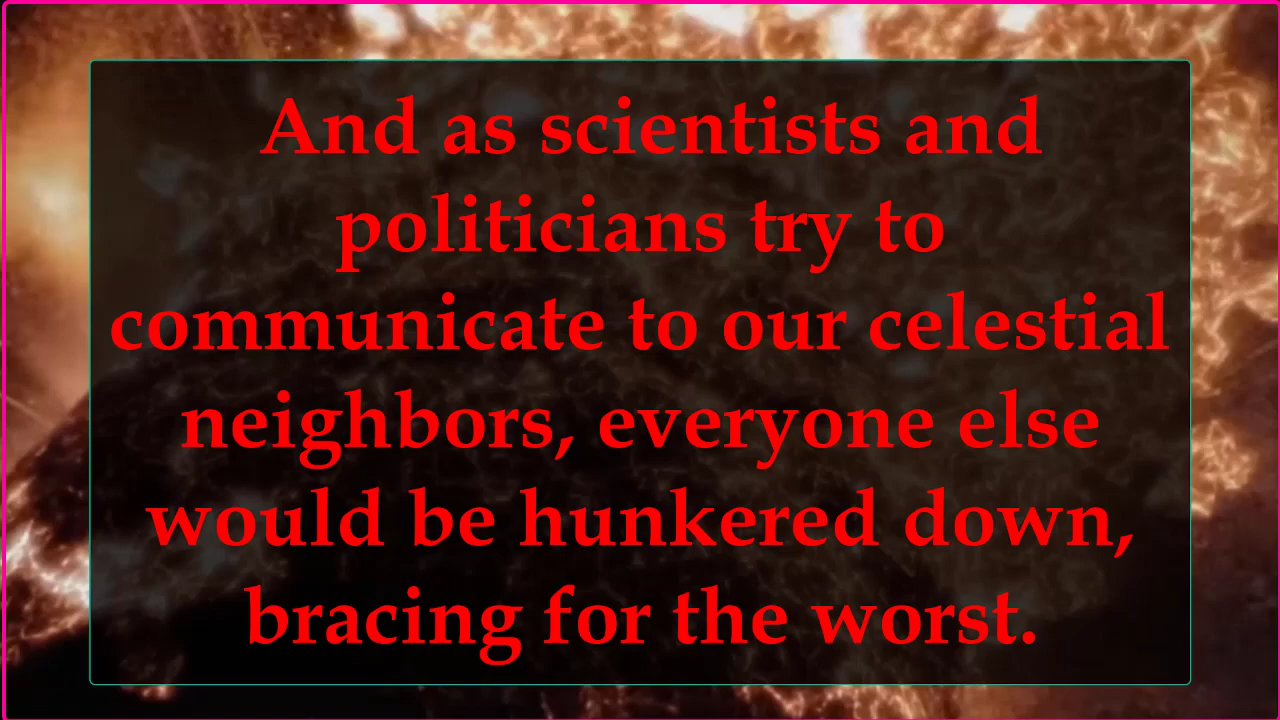 And as scientists and
politicians try to
communicate to our celestial
neighbors, everyone else
would be hunkered down,
bracing for the worst.